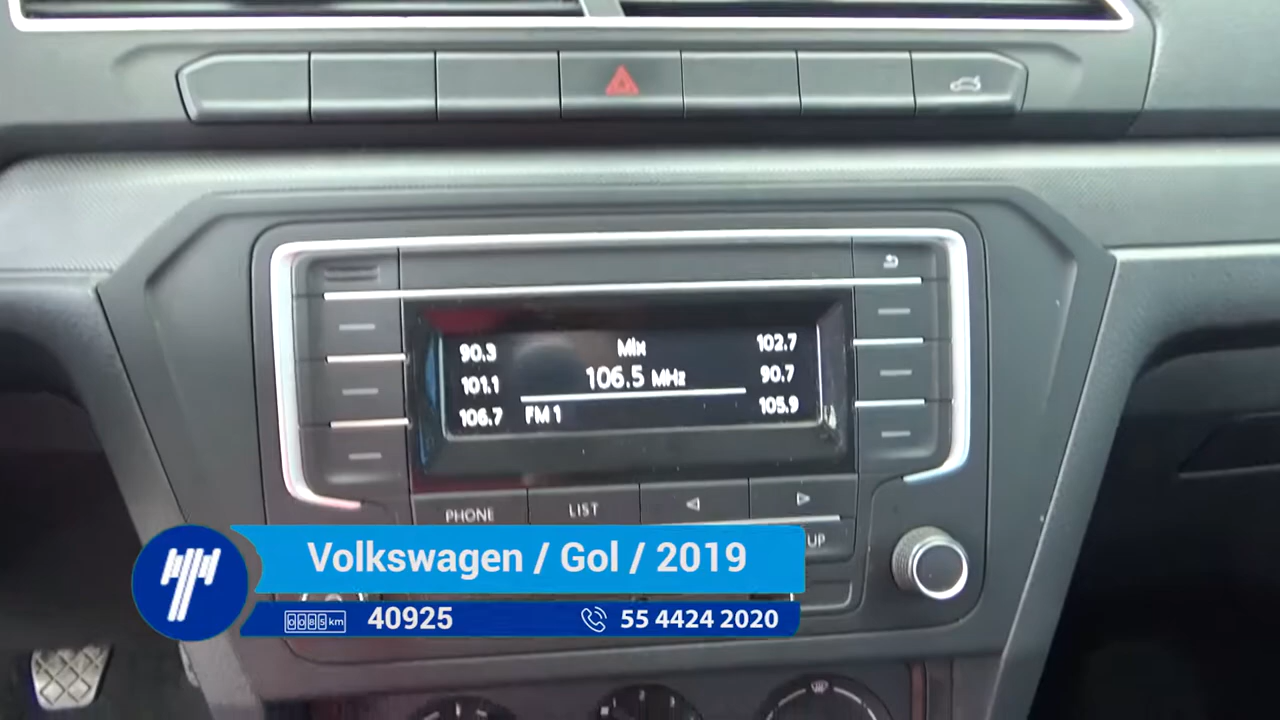 90.3
Mix
102.7
101.1
106.5 MHz
90.7
106.7
FM 1
105.9
PHONE
LIST
UP
Volkswagen / Gol / 2019
0085 km
40925
55 4424 2020